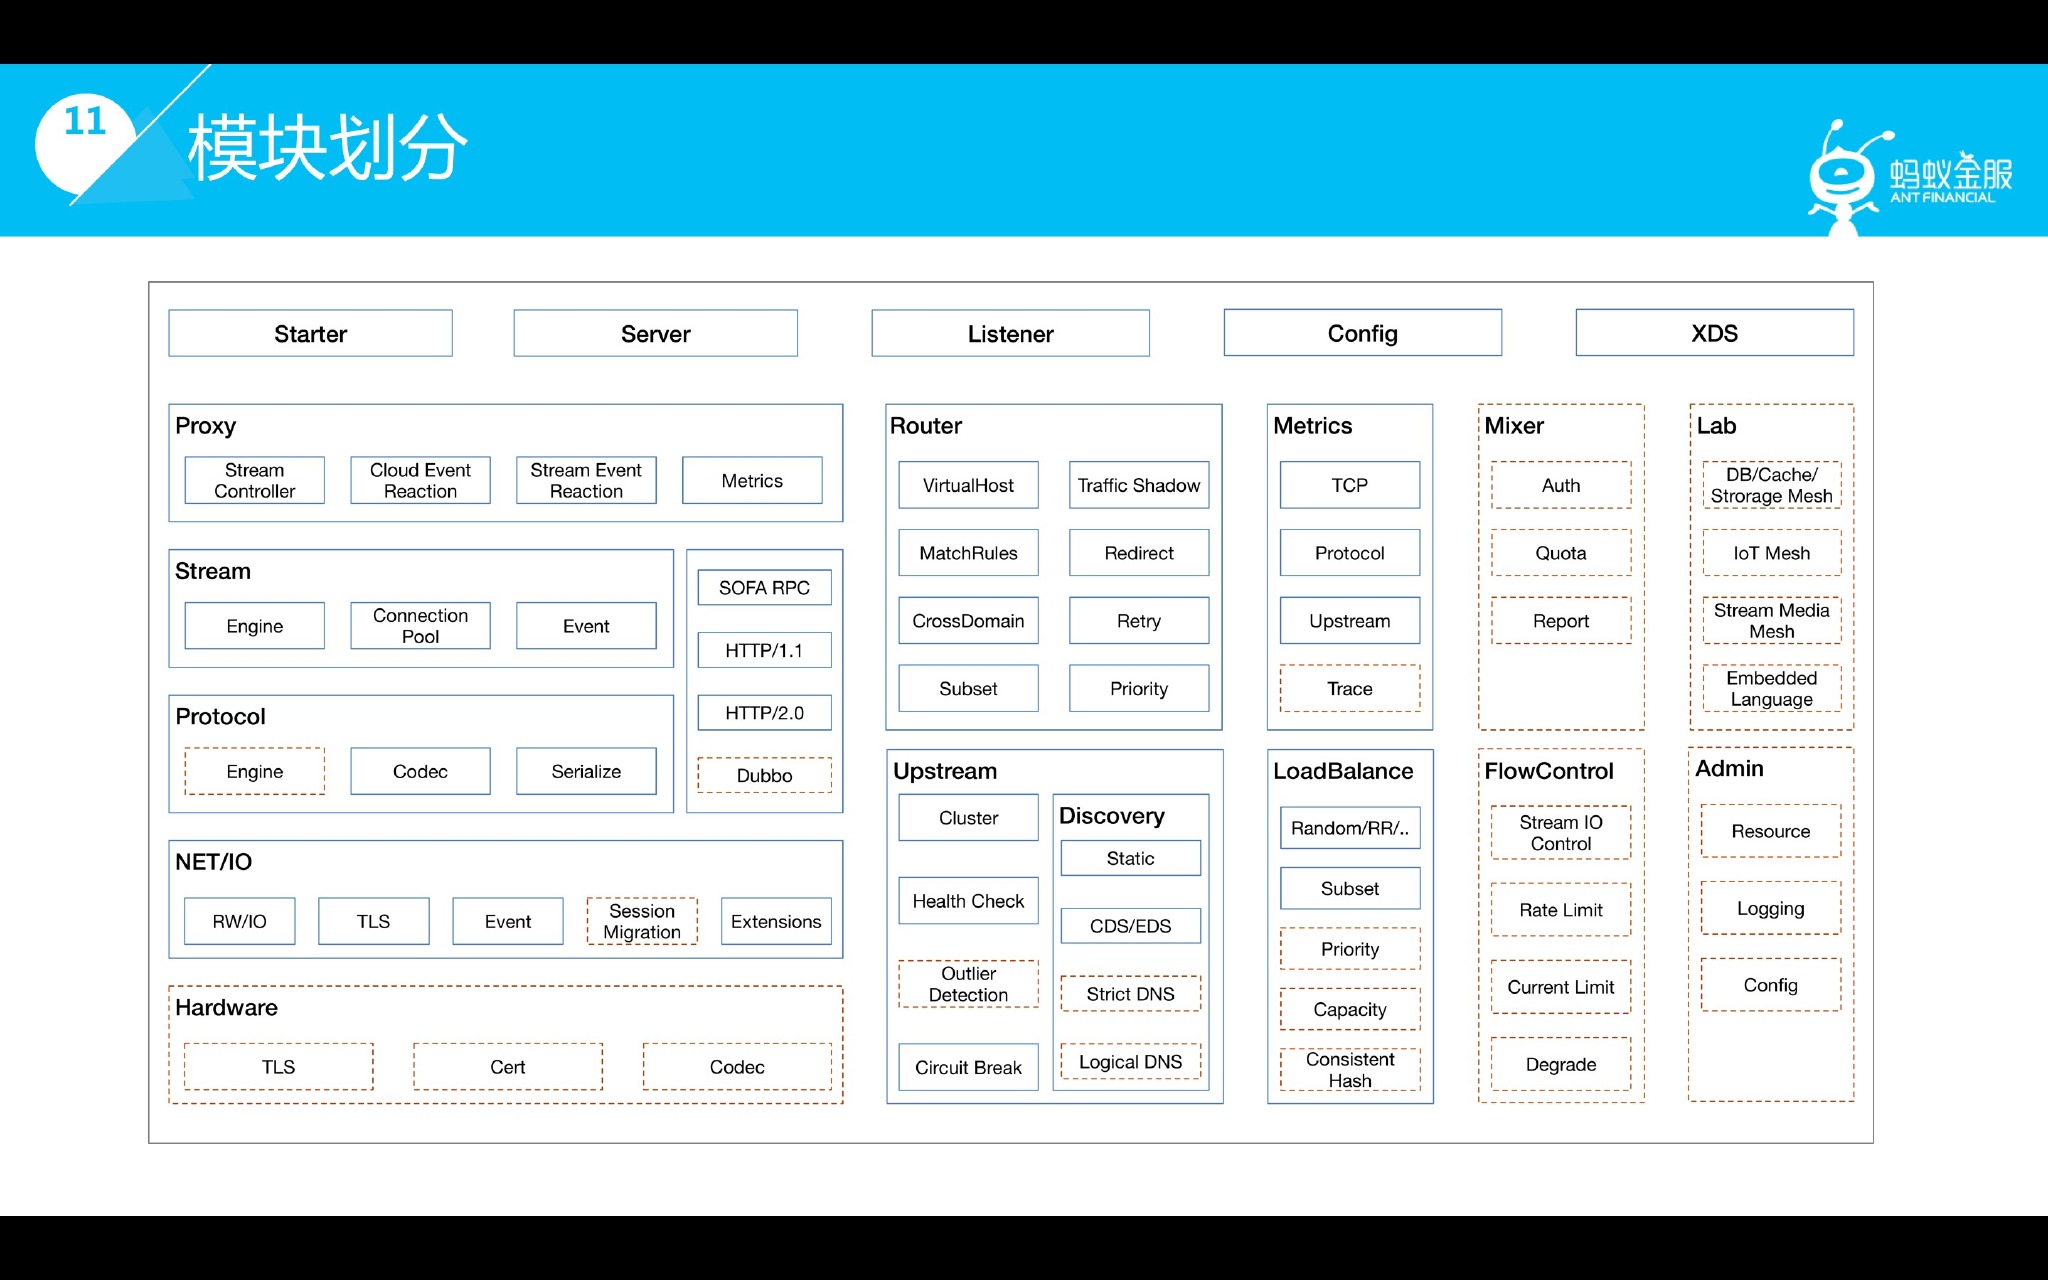 11
模块划分
蚂蚁金服
ANT FINANCIAL
Starter
Server
Listener
Config
XDS
Proxy
Stream
Controller
Cloud Event
Reaction
Stream Event
Reaction
Metrics
Stream
Engine
Connection
Pool
Event
Protocol
Engine
Codec
Serialize
SOFA RPC
HTTP/1.1
HTTP/2.0
Dubbo
NET/IO
RW/IO
TLS
Event
Session
Migration
Extensions
Hardware
TLS
Cert
Codec
Router
VirtualHost
Traffic Shadow
MatchRules
Redirect
CrossDomain
Retry
Subset
Priority
Upstream
Cluster
Health Check
Outlier
Detection
Circuit Break
Discovery
Static
CDS/EDS
Strict DNS
Logical DNS
Metrics
TCP
Protocol
Upstream
Trace
LoadBalance
Random/RR/..
Subset
Priority
Capacity
Consistent
Hash
Mixer
Auth
Quota
Report
FlowControl
Stream IO
Control
Rate Limit
Current Limit
Degrade
Lab
DB/Cache/
Strorage Mesh
IoT Mesh
Stream Media
Mesh
Embedded
Language
Admin
Resource
Logging
Config